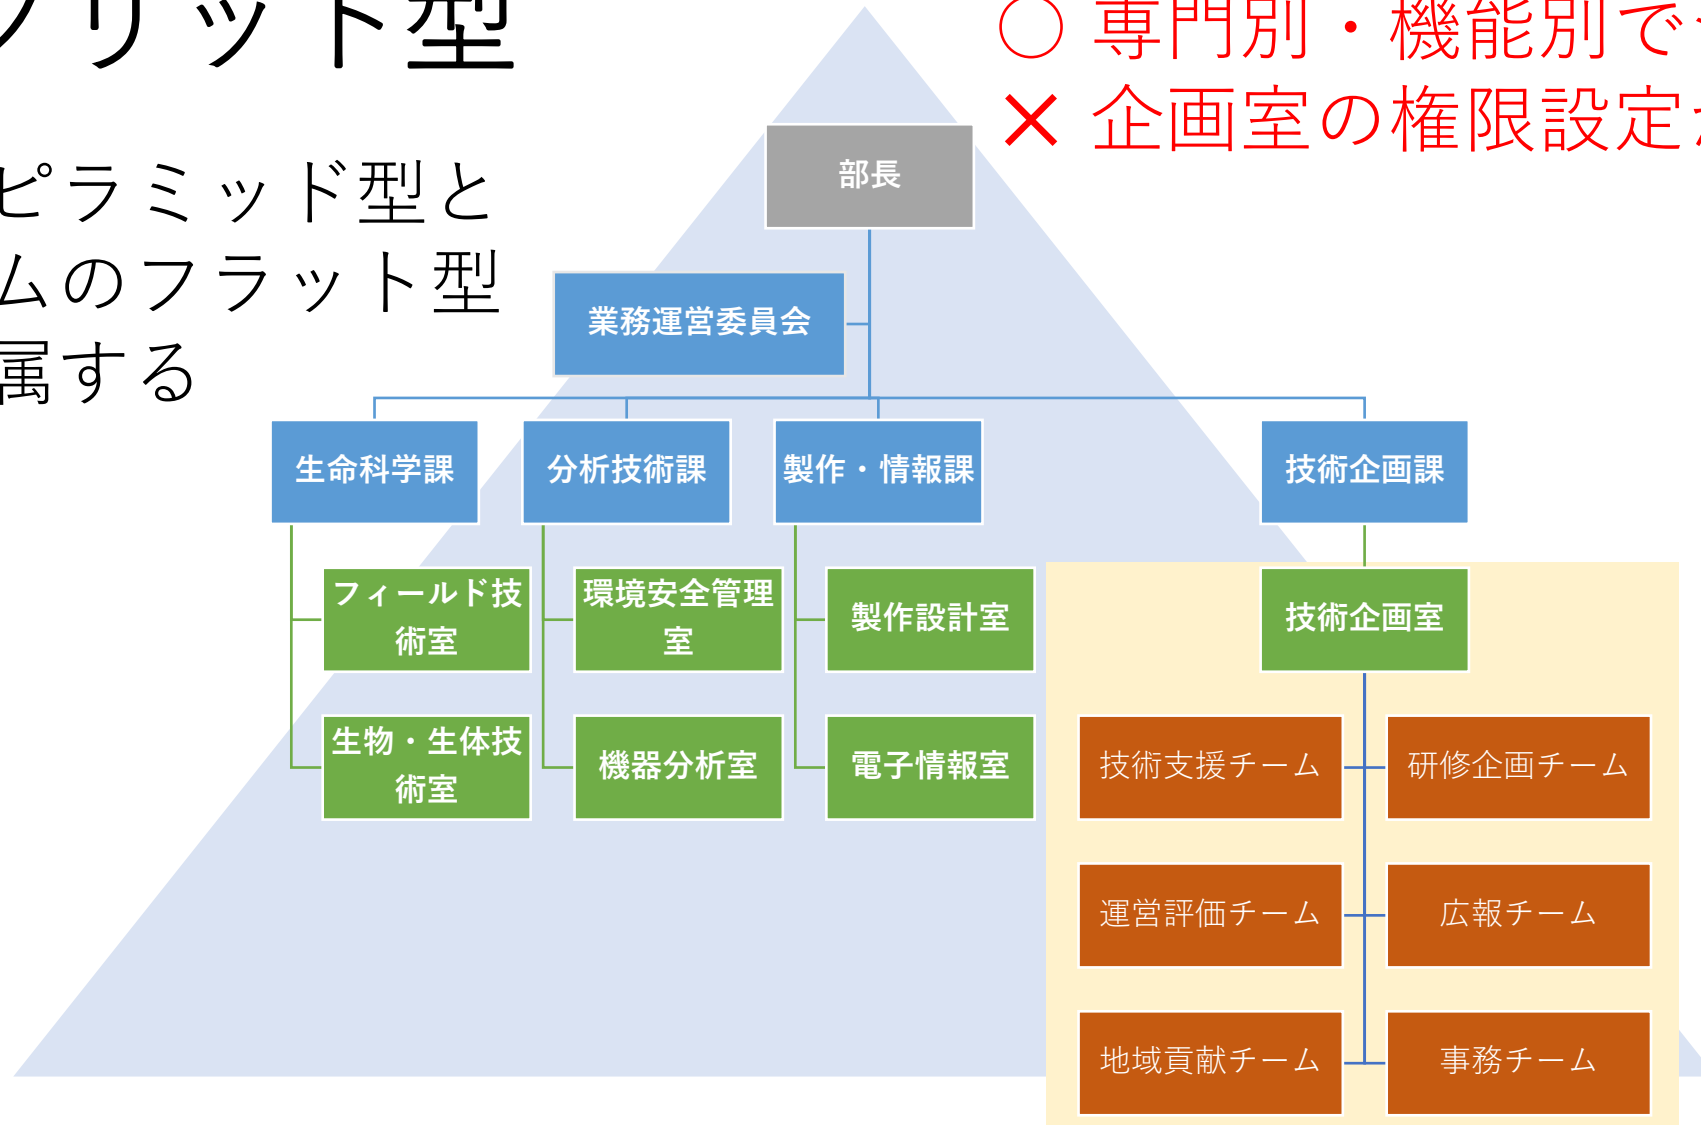 リット型
ピラミッド型と
ムのフラット型
属する
○ 専門別・機能別で
× 企画室の権限設定
部長
業務運営委員会
生命科学課
分析技術課
製作・情報課
技術企画課
フィールド技
術室
環境安全管理
室
製作設計室
技術企画室
生物・生体技
術室
機器分析室
電子情報室
技術支援チーム
研修企画チーム
運営評価チーム
広報チーム
地域貢献チーム
事務チーム